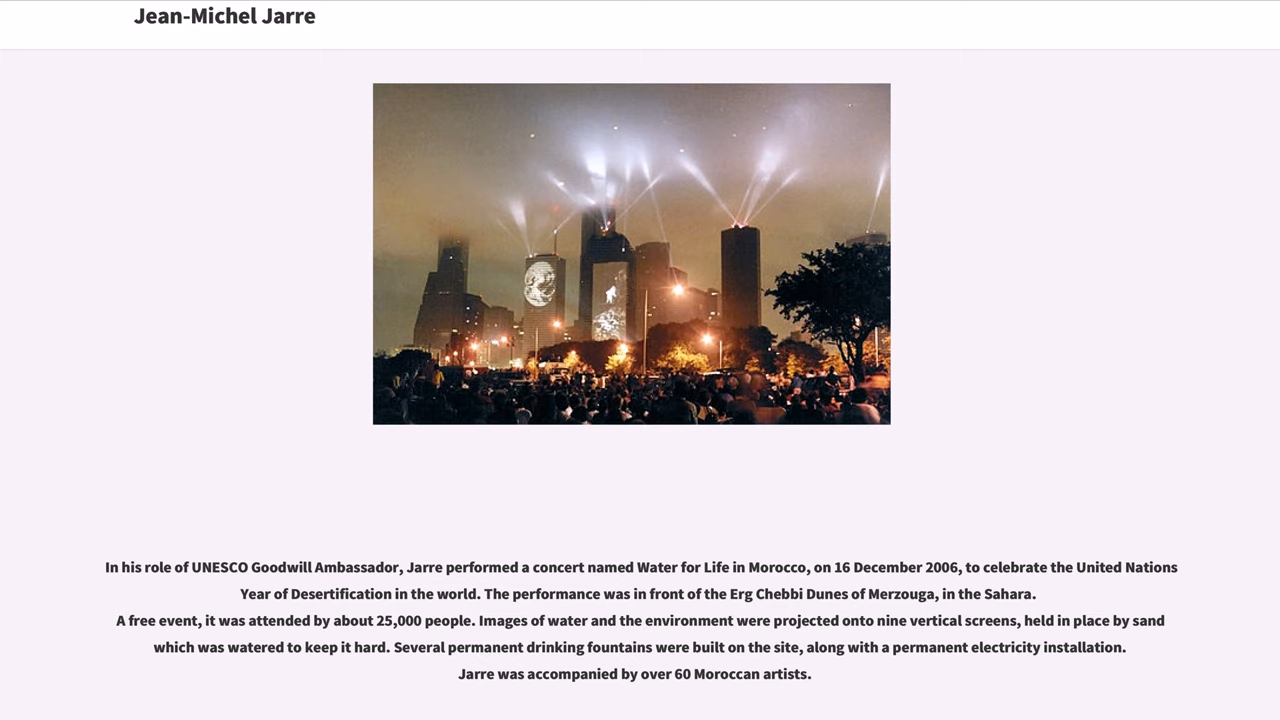 Jean-Michel Jarre
In his role of UNESCO Goodwill Ambassador, Jarre performed a concert named Water for Life in Morocco, on 16 December 2006, to celebrate the United Nations
Year of Desertification in the world. The performance was in front of the Erg Chebbi Dunes of Merzouga, in the Sahara.
A free event, it was attended by about 25,000 people. Images of water and the environment were projected onto nine vertical screens, held in place by sand
which was watered to keep it hard. Several permanent drinking fountains were built on the site, along with a permanent electricity installation.
Jarre was accompanied by over 60 Moroccan artists.